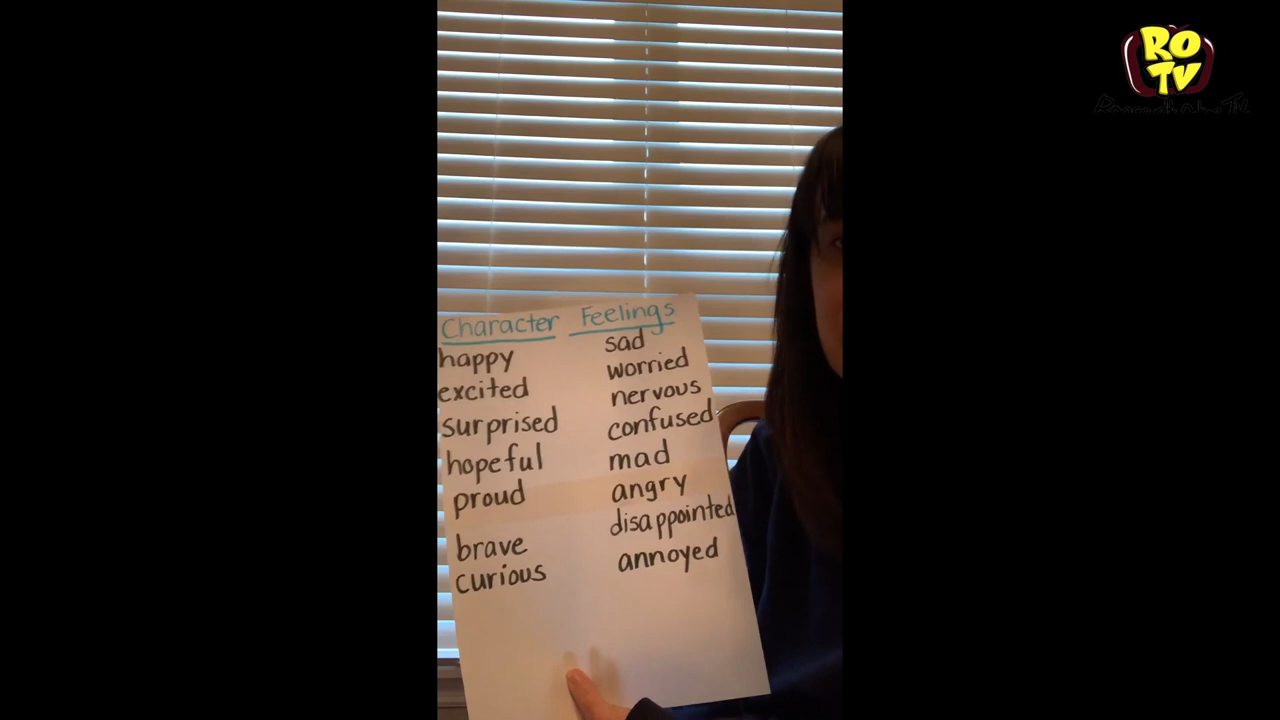 RO
TV
Character Feelings
happy
excited
surprised
hopeful
proud
brave
curious
sad
worried
nervous
confused
mad
angry
disappointed
annoyed